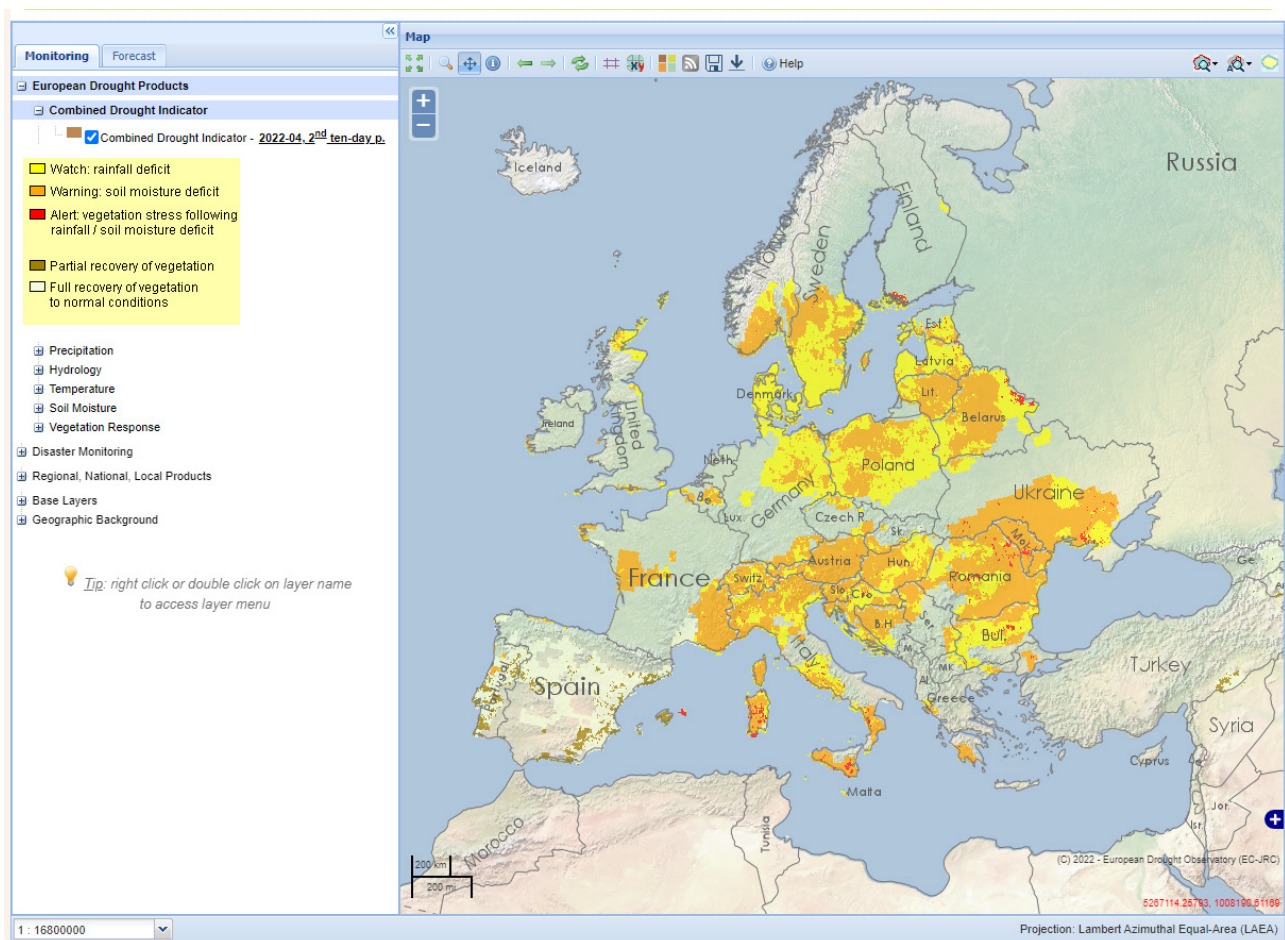 Monitoring
Forecast
European Drought Products
Combined Drought Indicator
Combined Drought Indicator - 2022-04, 2nd ten-day p.
Watch: rainfall deficit
Warning: soil moisture deficit
Alert: vegetation stress following
rainfall / soil moisture deficit
Partial recovery of vegetation
Full recovery of vegetation
to normal conditions
Precipitation
Hydrology
Temperature
Soil Moisture
Vegetation Response
Disaster Monitoring
Regional, National, Local Products
Base Layers
Geographic Background
Tip: right click or double click on layer name
to access layer menu
1 : 16800000
Map
xy
Help
Iceland
Russia
Norway
Sweden
Finland
Est.
Latvia
Lit.
Denmark
Belarus
Ireland
United
Kingdom
Neth.
Poland
Be.
Germany
Ukraine
Lux.
Czech R.
Sk.
Mol.
France
Switz.
Austria
Hun.
Romania
Slo.
Cro.
B.H.
Se.
Ge.
Italy
M.
Bul.
Portugal
Spain
MK
Al.
Greece
Turkey
Syria
Cyprus
Le.
Malta
Morocco
Tunisia
Isr.
Jor.
200 km
200 mi
(C) 2022 - European Drought Observatory (EC-JRC)
Projection: Lambert Azimuthal Equal-Area (LAEA)